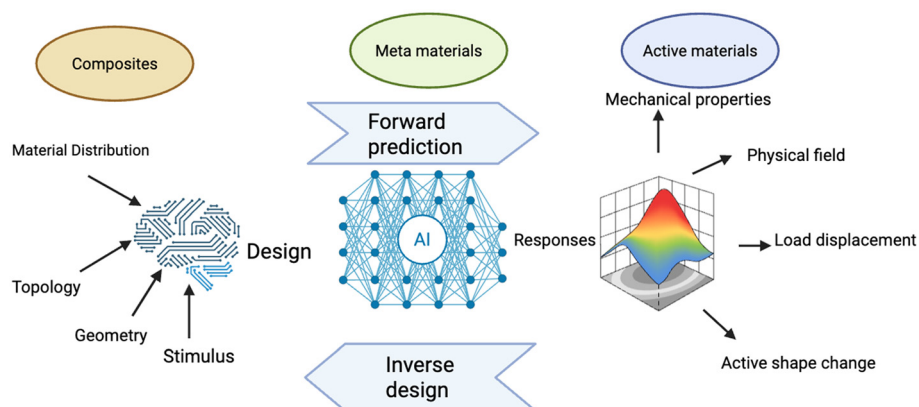 Composites
Meta materials
Active materials
Mechanical properties
Forward
prediction
Material Distribution
Physical field
Design
AI
Responses
Load displacement
Topology
Geometry
Stimulus
Inverse
design
Active shape change